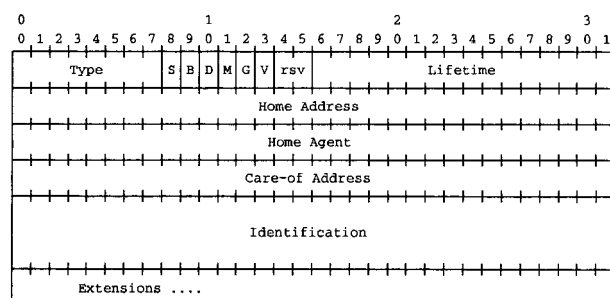 0 1 2 3
0 1 2 3 4 5 6 7 8 9 0 1 2 3 4 5 6 7 8 9 0 1 2 3 4 5 6 7 8 9 0 1
Type S B D M G V rsv Lifetime
Home Address
Home Agent
Care-of Address
Identification
Extensions ....